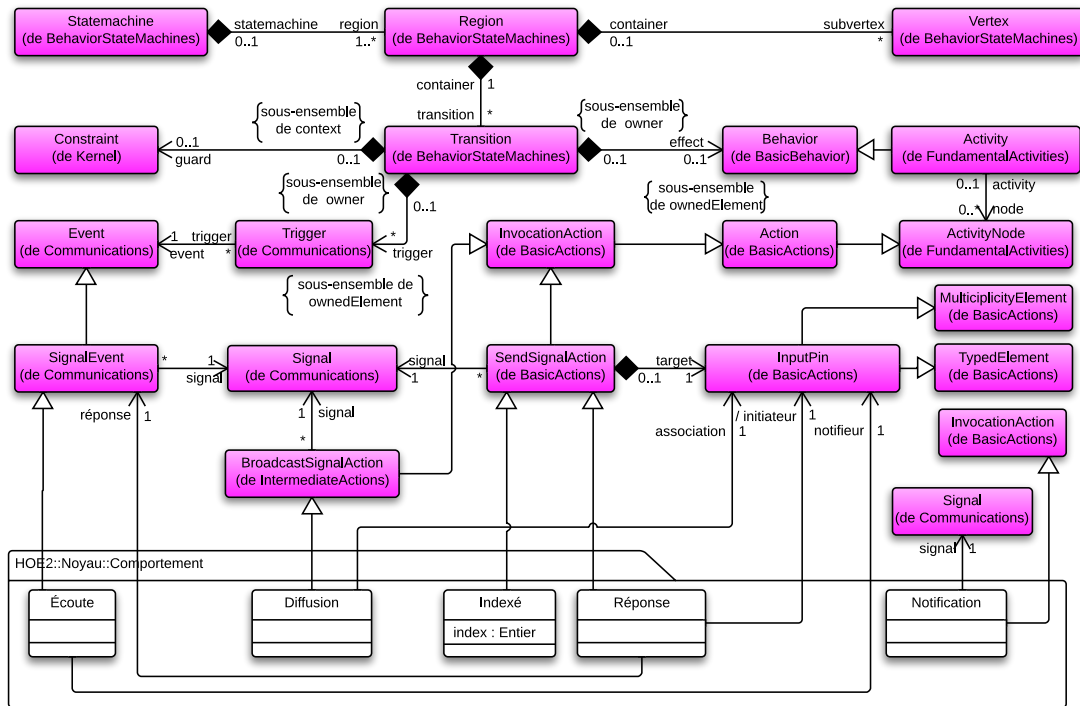 Statemachine
(de BehaviorStateMachines)
statemachine
0..1
region
1..*
Region
(de BehaviorStateMachines)
container
0..1
subvertex
*
Vertex
(de BehaviorStateMachines)
container
1
transition
*
{sous-ensemble
de context}
{sous-ensemble
de owner}
Constraint
(de Kernel)
0..1
guard
0..1
Transition
(de BehaviorStateMachines)
0..1
effect
0..1
Behavior
(de BasicBehavior)
Activity
(de FundamentalActivities)
{sous-ensemble
de owner}
0..1
{sous-ensemble
de ownedElement}
0..1
activity
0..*
node
Event
(de Communications)
1
trigger
event
*
Trigger
(de Communications)
*
trigger
InvocationAction
(de BasicActions)
Action
(de BasicActions)
ActivityNode
(de FundamentalActivities)
{sous-ensemble de
ownedElement}
MulticiplicityElement
(de BasicActions)
SignalEvent
(de Communications)
*
1
signal
Signal
(de Communications)
signal
1
*
SendSignalAction
(de BasicActions)
0..1
target
1
InputPin
(de BasicActions)
TypedElement
(de BasicActions)
réponse
1
1
signal
*
association
1
/ initiateur
1
notifieur
1
InvocationAction
(de BasicActions)
BroadcastSignalAction
(de IntermediateActions)
Signal
(de Communications)
signal
1
HOE2::Noyau::Comportement
Écoute
Diffusion
Indexé
index : Entier
Réponse
Notification